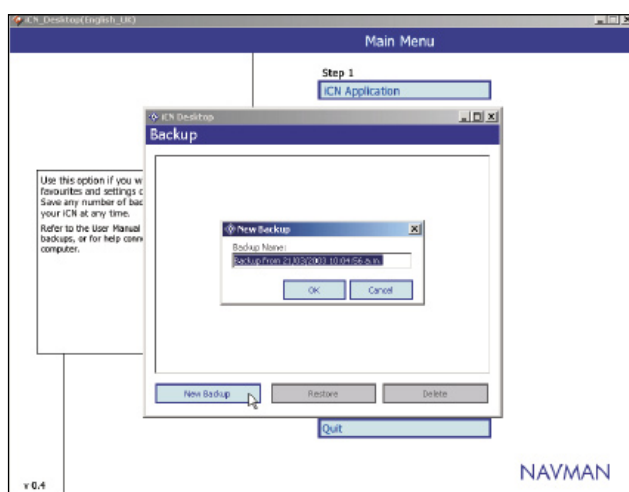 iCN_Desktop(English_UK)
Main Menu
Step 1
iCN Application
iCN Desktop
Backup
Use this option if you w
favourites and settings o
Save any number of bac
your iCN at any time.
Refer to the User Manual
backups, or for help conn
computer.
New Backup
Backup Name:
Backup from 21/03/2003 10:04:56 a.m.
OK
Cancel
New Backup
Restore
Delete
Quit
v 0.4
NAVMAN